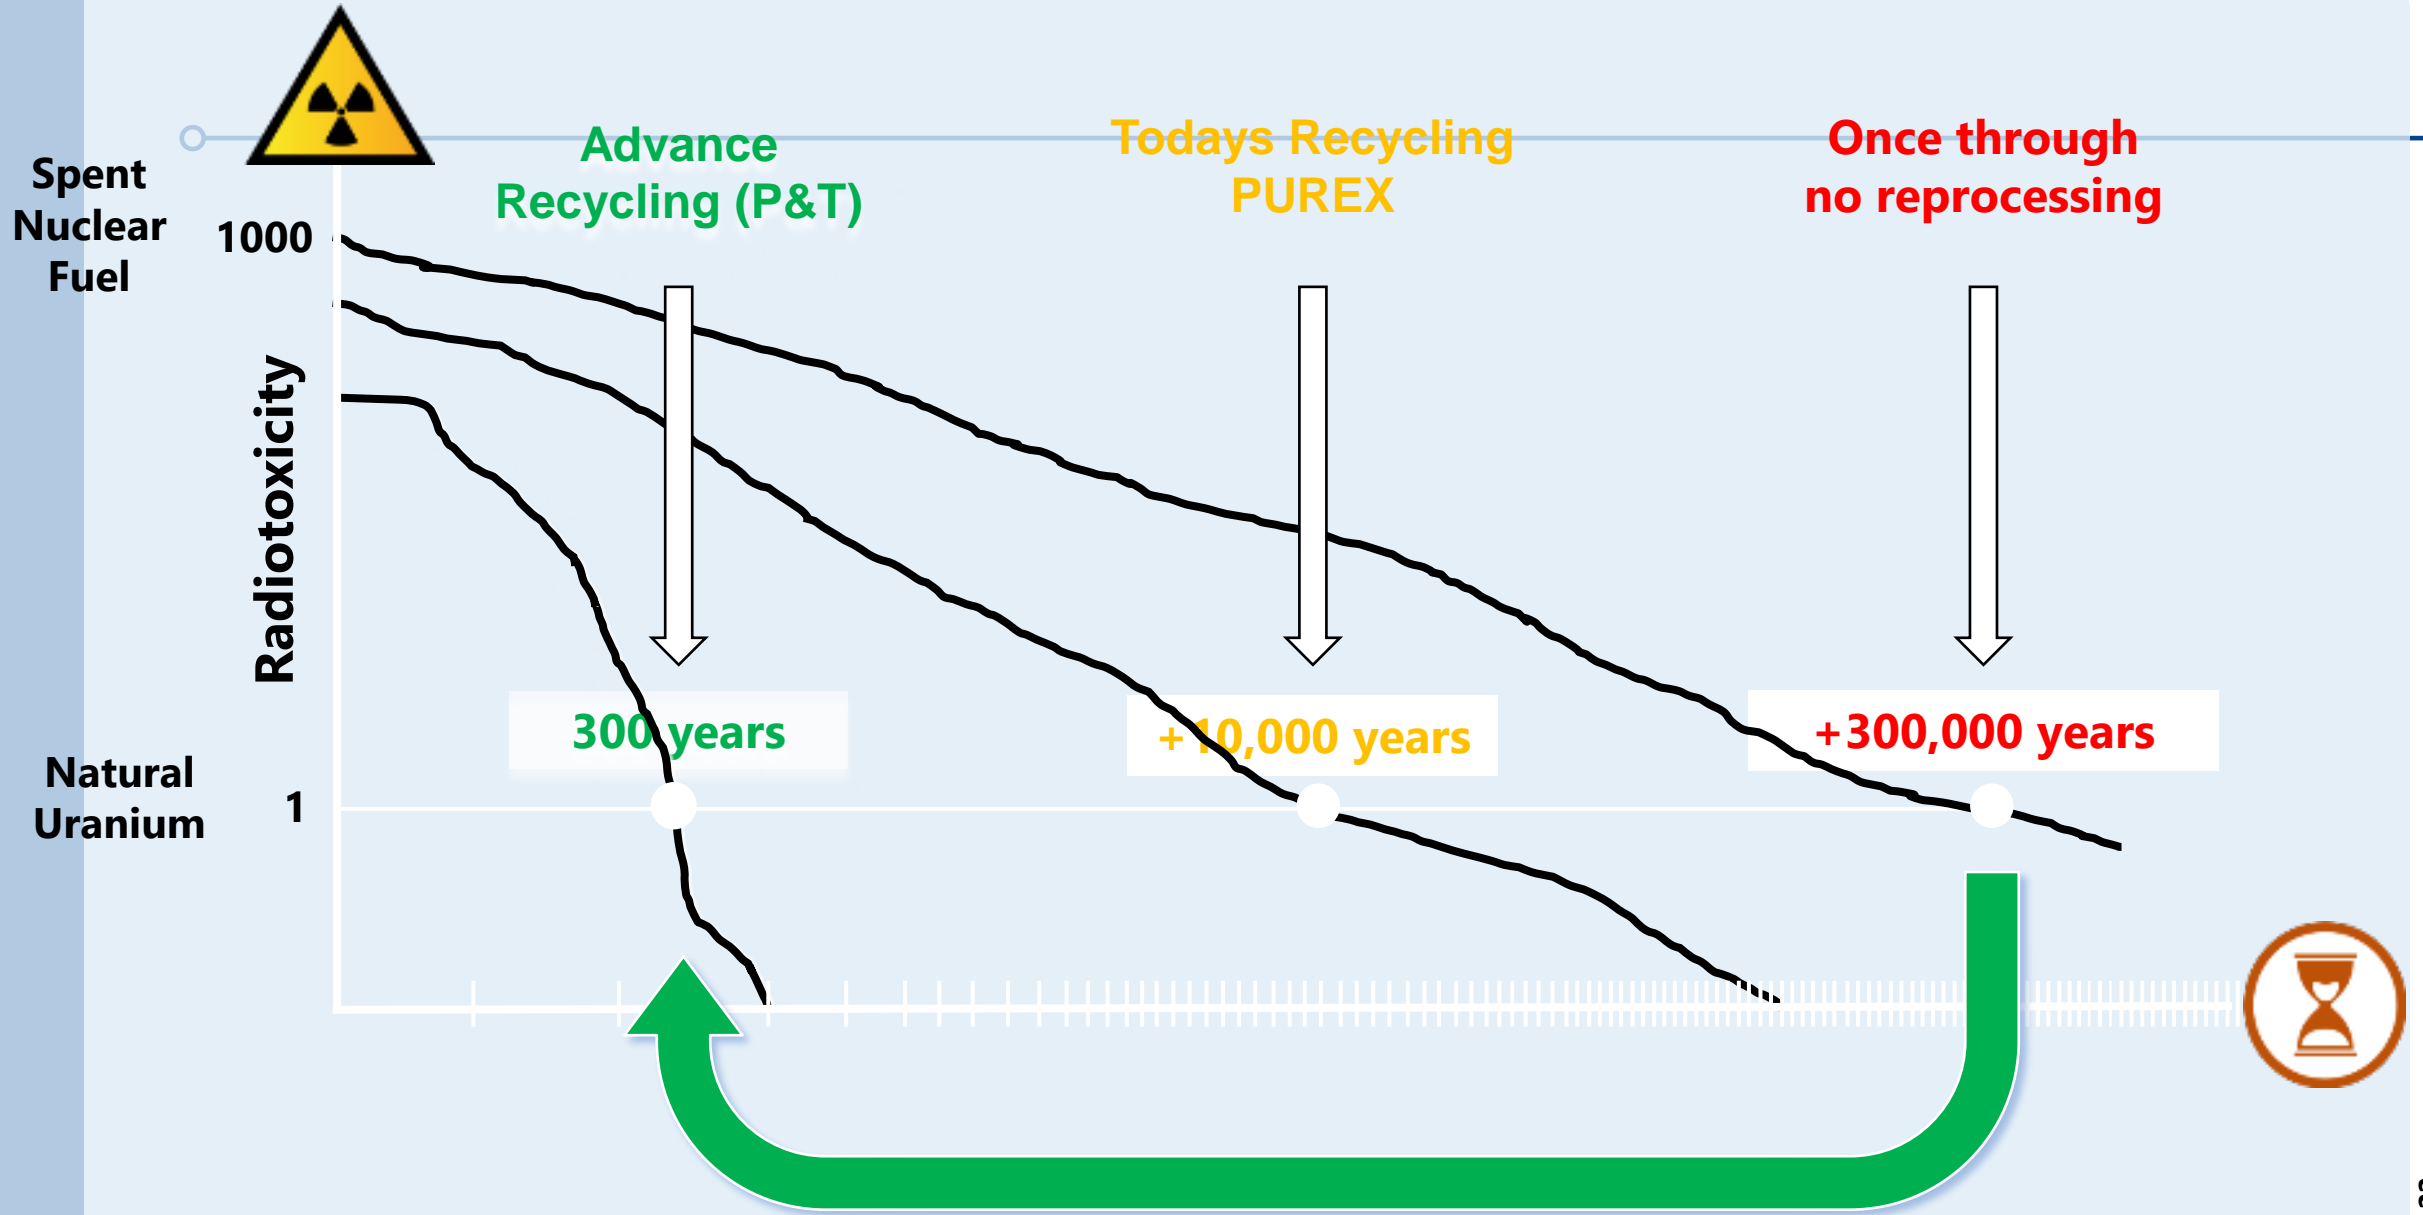 Advance
Recycling (P&T)
Todays Recycling
PUREX
Once through
no reprocessing
Spent
Nuclear
Fuel
1000
Radiotoxicity
300 years
+10,000 years
+300,000 years
Natural
Uranium
1